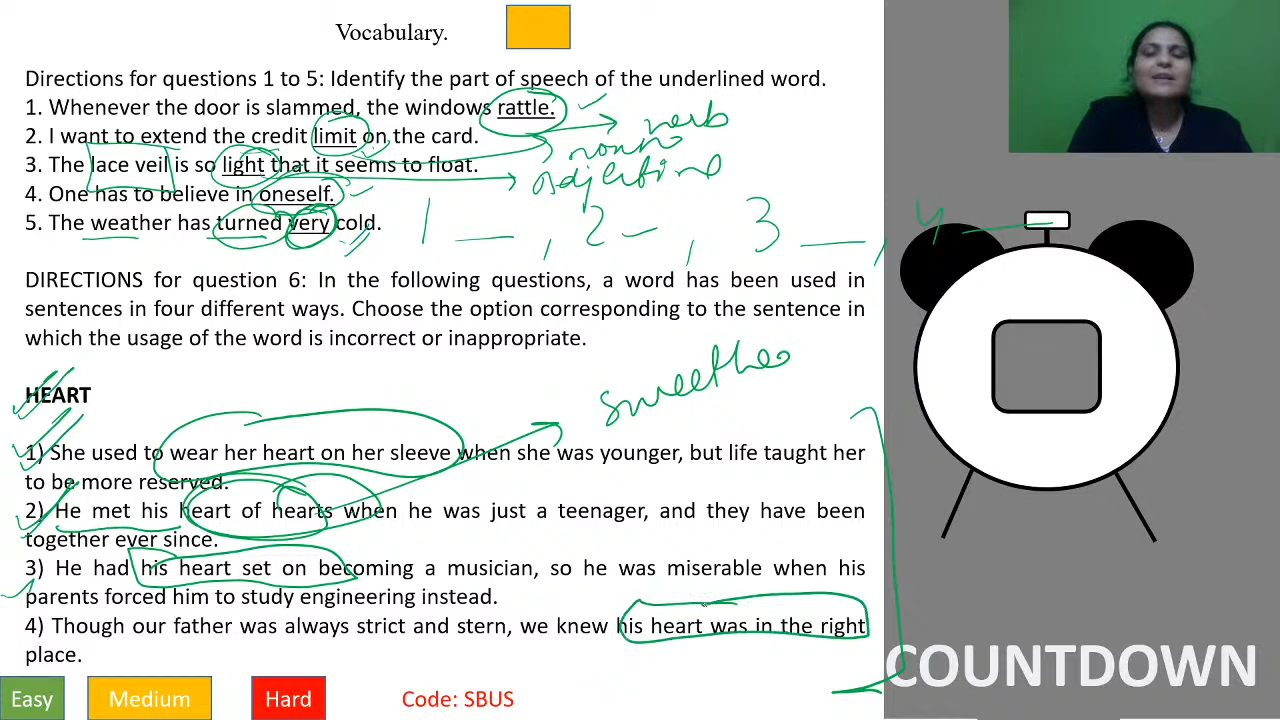 Vocabulary.
Directions for questions 1 to 5: Identify the part of speech of the underlined word.
1. Whenever the door is slammed, the windows rattle.
2. I want to extend the credit limit on the card.
3. The lace veil is so light that it seems to float.
4. One has to believe in oneself.
5. The weather has turned very cold.
verb
noun
adjective
1 __ , 2 _ , 3 __ , 4 __
DIRECTIONS for question 6: In the following questions, a word has been used in
sentences in four different ways. Choose the option corresponding to the sentence in
which the usage of the word is incorrect or inappropriate.
sweethea
HEART
1) She used to wear her heart on her sleeve when she was younger, but life taught her
to be more reserved.
2) He met his heart of hearts when he was just a teenager, and they have been
together ever since.
3) He had his heart set on becoming a musician, so he was miserable when his
parents forced him to study engineering instead.
4) Though our father was always strict and stern, we knew his heart was in the right
place.
COUNTDOWN
Easy Medium Hard Code: SBUS